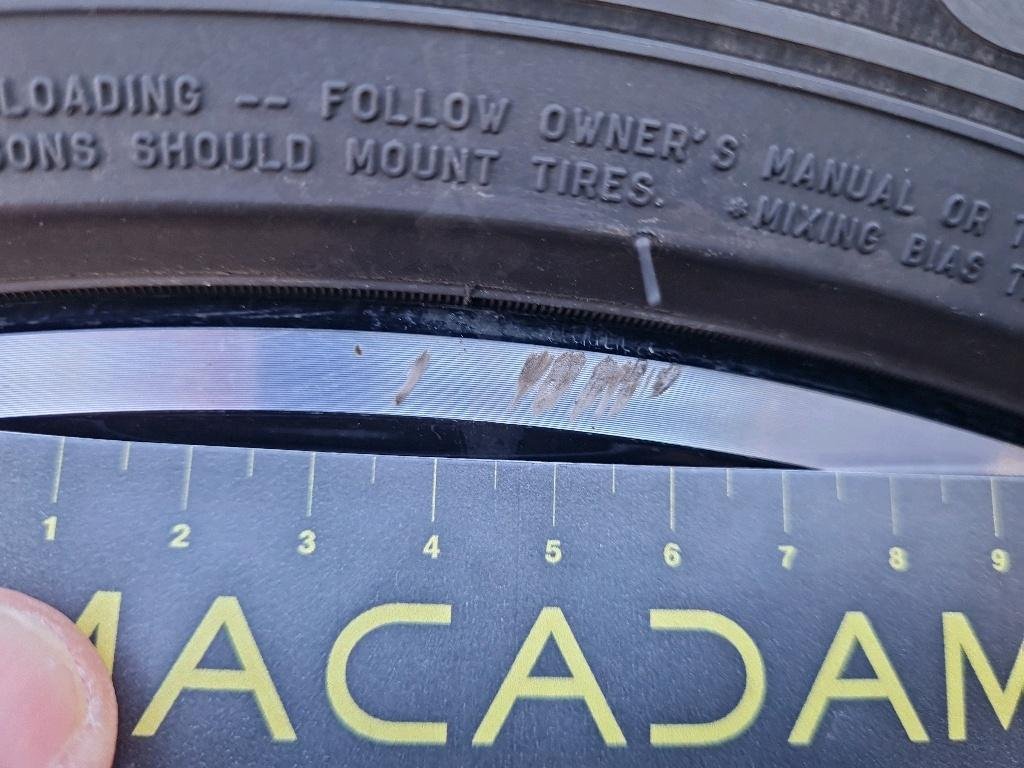 LOADING -- FOLLOW OWNER'S MANUAL OR
SHOULD MOUNT TIRES. *MIXING BIAS
1 2 3 4 5 6 7 8 9
MACADAM